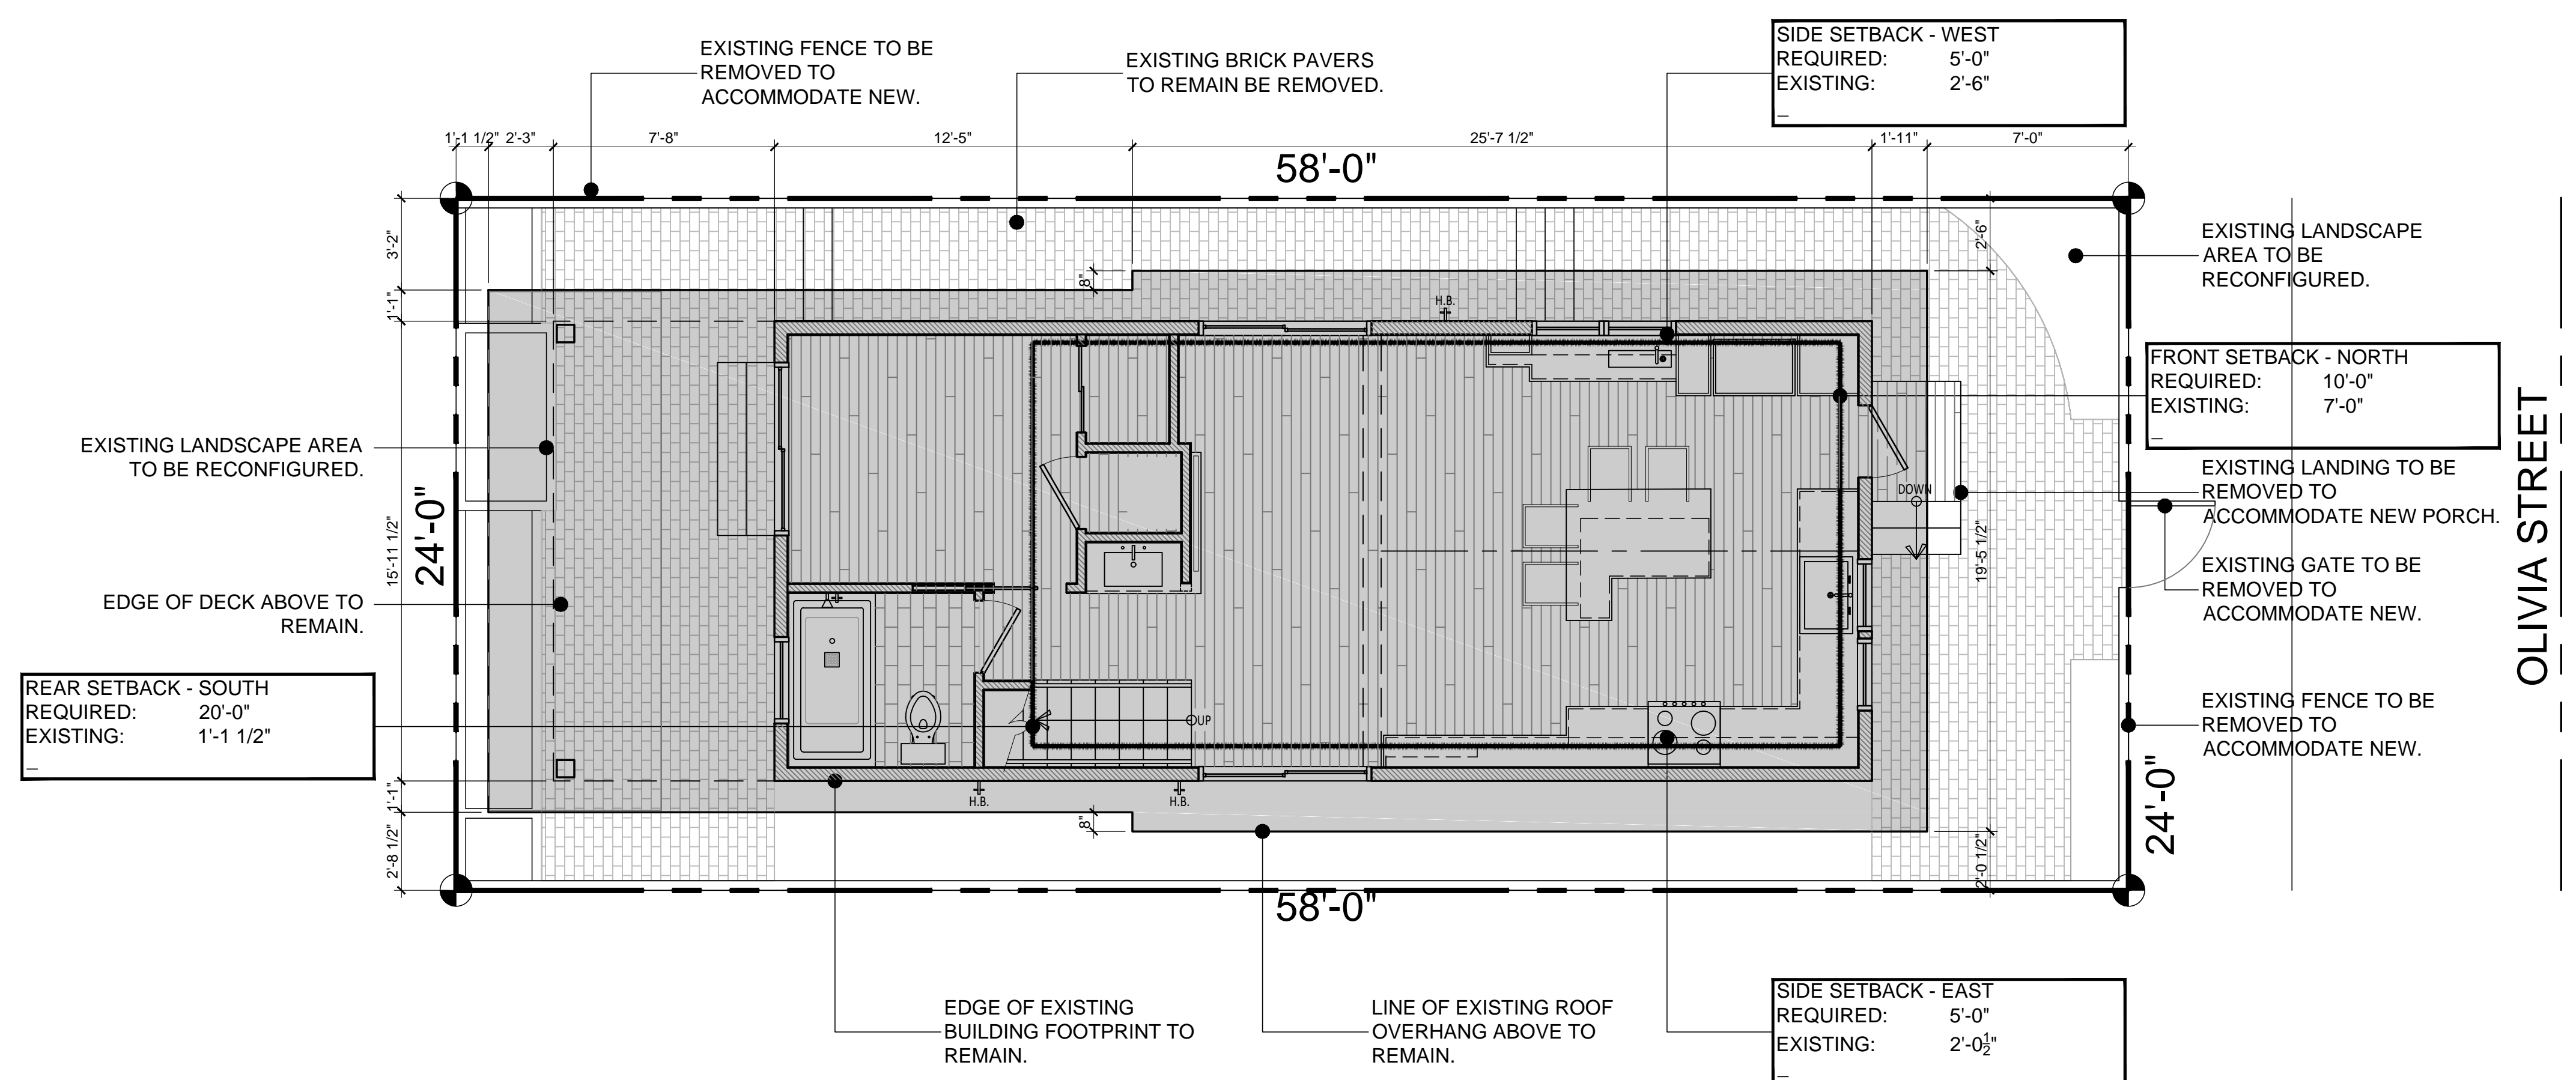 EXISTING FENCE TO BE
REMOVED TO
ACCOMMODATE NEW.
EXISTING BRICK PAVERS
TO REMAIN BE REMOVED.
SIDE SETBACK - WEST
REQUIRED: 5'-0"
EXISTING: 2'-6"
_
1'-1 1/2" 2'-3" 7'-8" 12'-5" 25'-7 1/2" 1'-11" 7'-0"
58'-0"
3'-2"
1'-1"
15'-11 1/2"
1'-1"
2'-8 1/2"
24'-0"
8"
8"
H.B.
2'-6"
19'-5 1/2"
2'-0 1/2"
EXISTING LANDSCAPE
AREA TO BE
RECONFIGURED.
FRONT SETBACK - NORTH
REQUIRED: 10'-0"
EXISTING: 7'-0"
_
EXISTING LANDSCAPE AREA
TO BE RECONFIGURED.
DOWN
EXISTING LANDING TO BE
REMOVED TO
ACCOMMODATE NEW PORCH.
EXISTING GATE TO BE
REMOVED TO
ACCOMMODATE NEW.
OLIVIA STREET
EDGE OF DECK ABOVE TO
REMAIN.
REAR SETBACK - SOUTH
REQUIRED: 20'-0"
EXISTING: 1'-1 1/2"
_
UP
EXISTING FENCE TO BE
REMOVED TO
ACCOMMODATE NEW.
24'-0"
H.B.
H.B.
58'-0"
EDGE OF EXISTING
BUILDING FOOTPRINT TO
REMAIN.
LINE OF EXISTING ROOF
OVERHANG ABOVE TO
REMAIN.
SIDE SETBACK - EAST
REQUIRED: 5'-0"
EXISTING: 2'-0½"
_